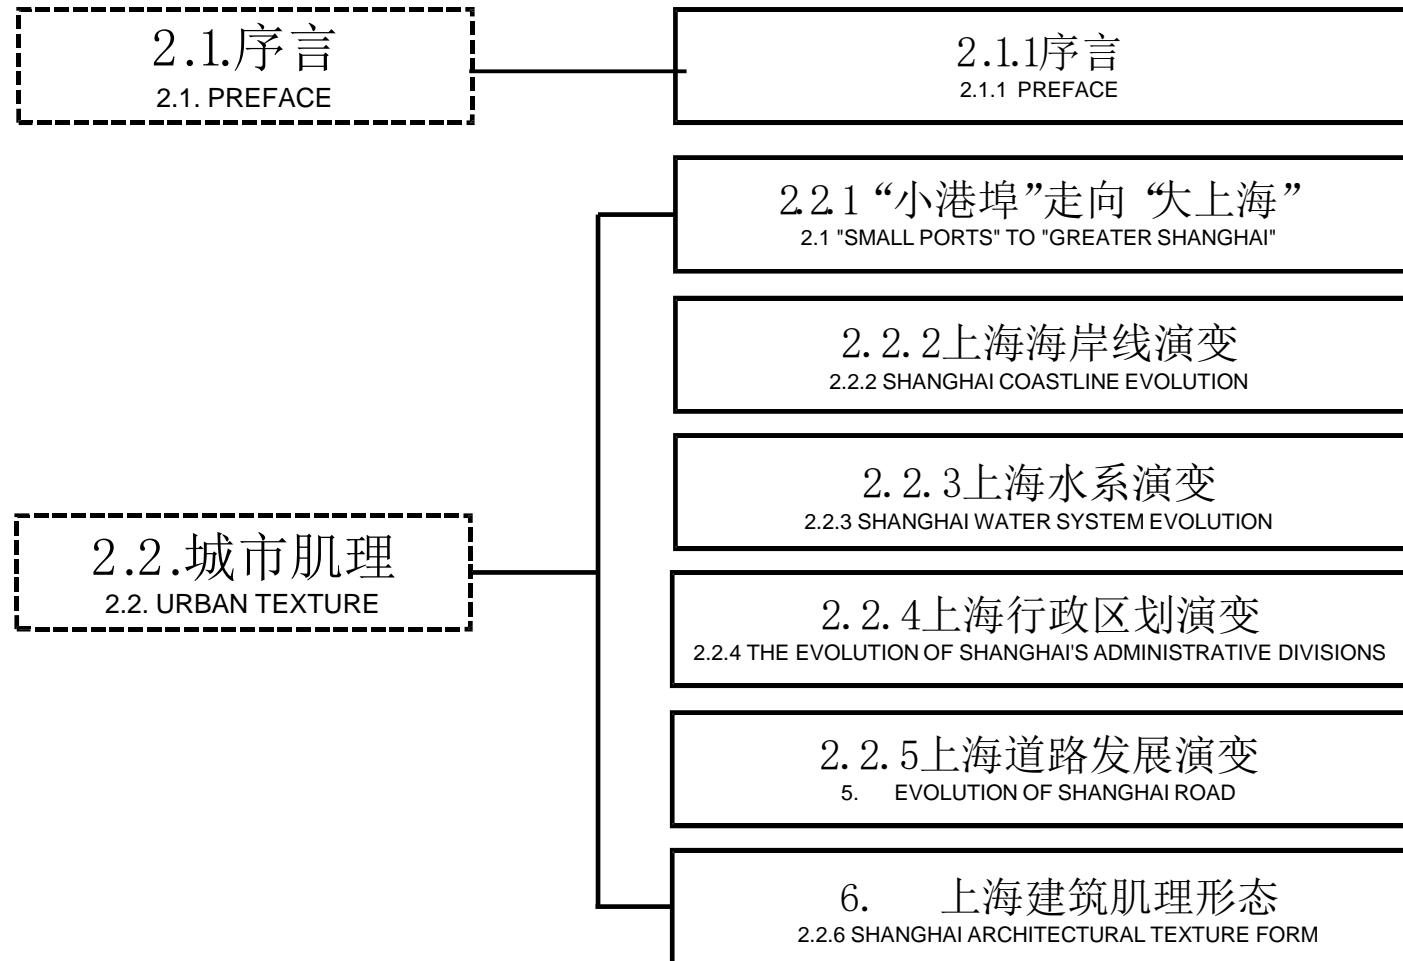 2.1.序言
2.1. PREFACE
2.1.1序言
2.1.1 PREFACE
2.2.1“小港埠”走向“大上海”
2.1 "SMALL PORTS" TO "GREATER SHANGHAI"
2.2.2上海海岸线演变
2.2.2 SHANGHAI COASTLINE EVOLUTION
2.2.3上海水系演变
2.2.3 SHANGHAI WATER SYSTEM EVOLUTION
2.2.城市肌理
2.2. URBAN TEXTURE
2.2.4上海行政区划演变
2.2.4 THE EVOLUTION OF SHANGHAI'S ADMINISTRATIVE DIVISIONS
2.2.5上海道路发展演变
5. EVOLUTION OF SHANGHAI ROAD
6. 上海建筑肌理形态
2.2.6 SHANGHAI ARCHITECTURAL TEXTURE FORM